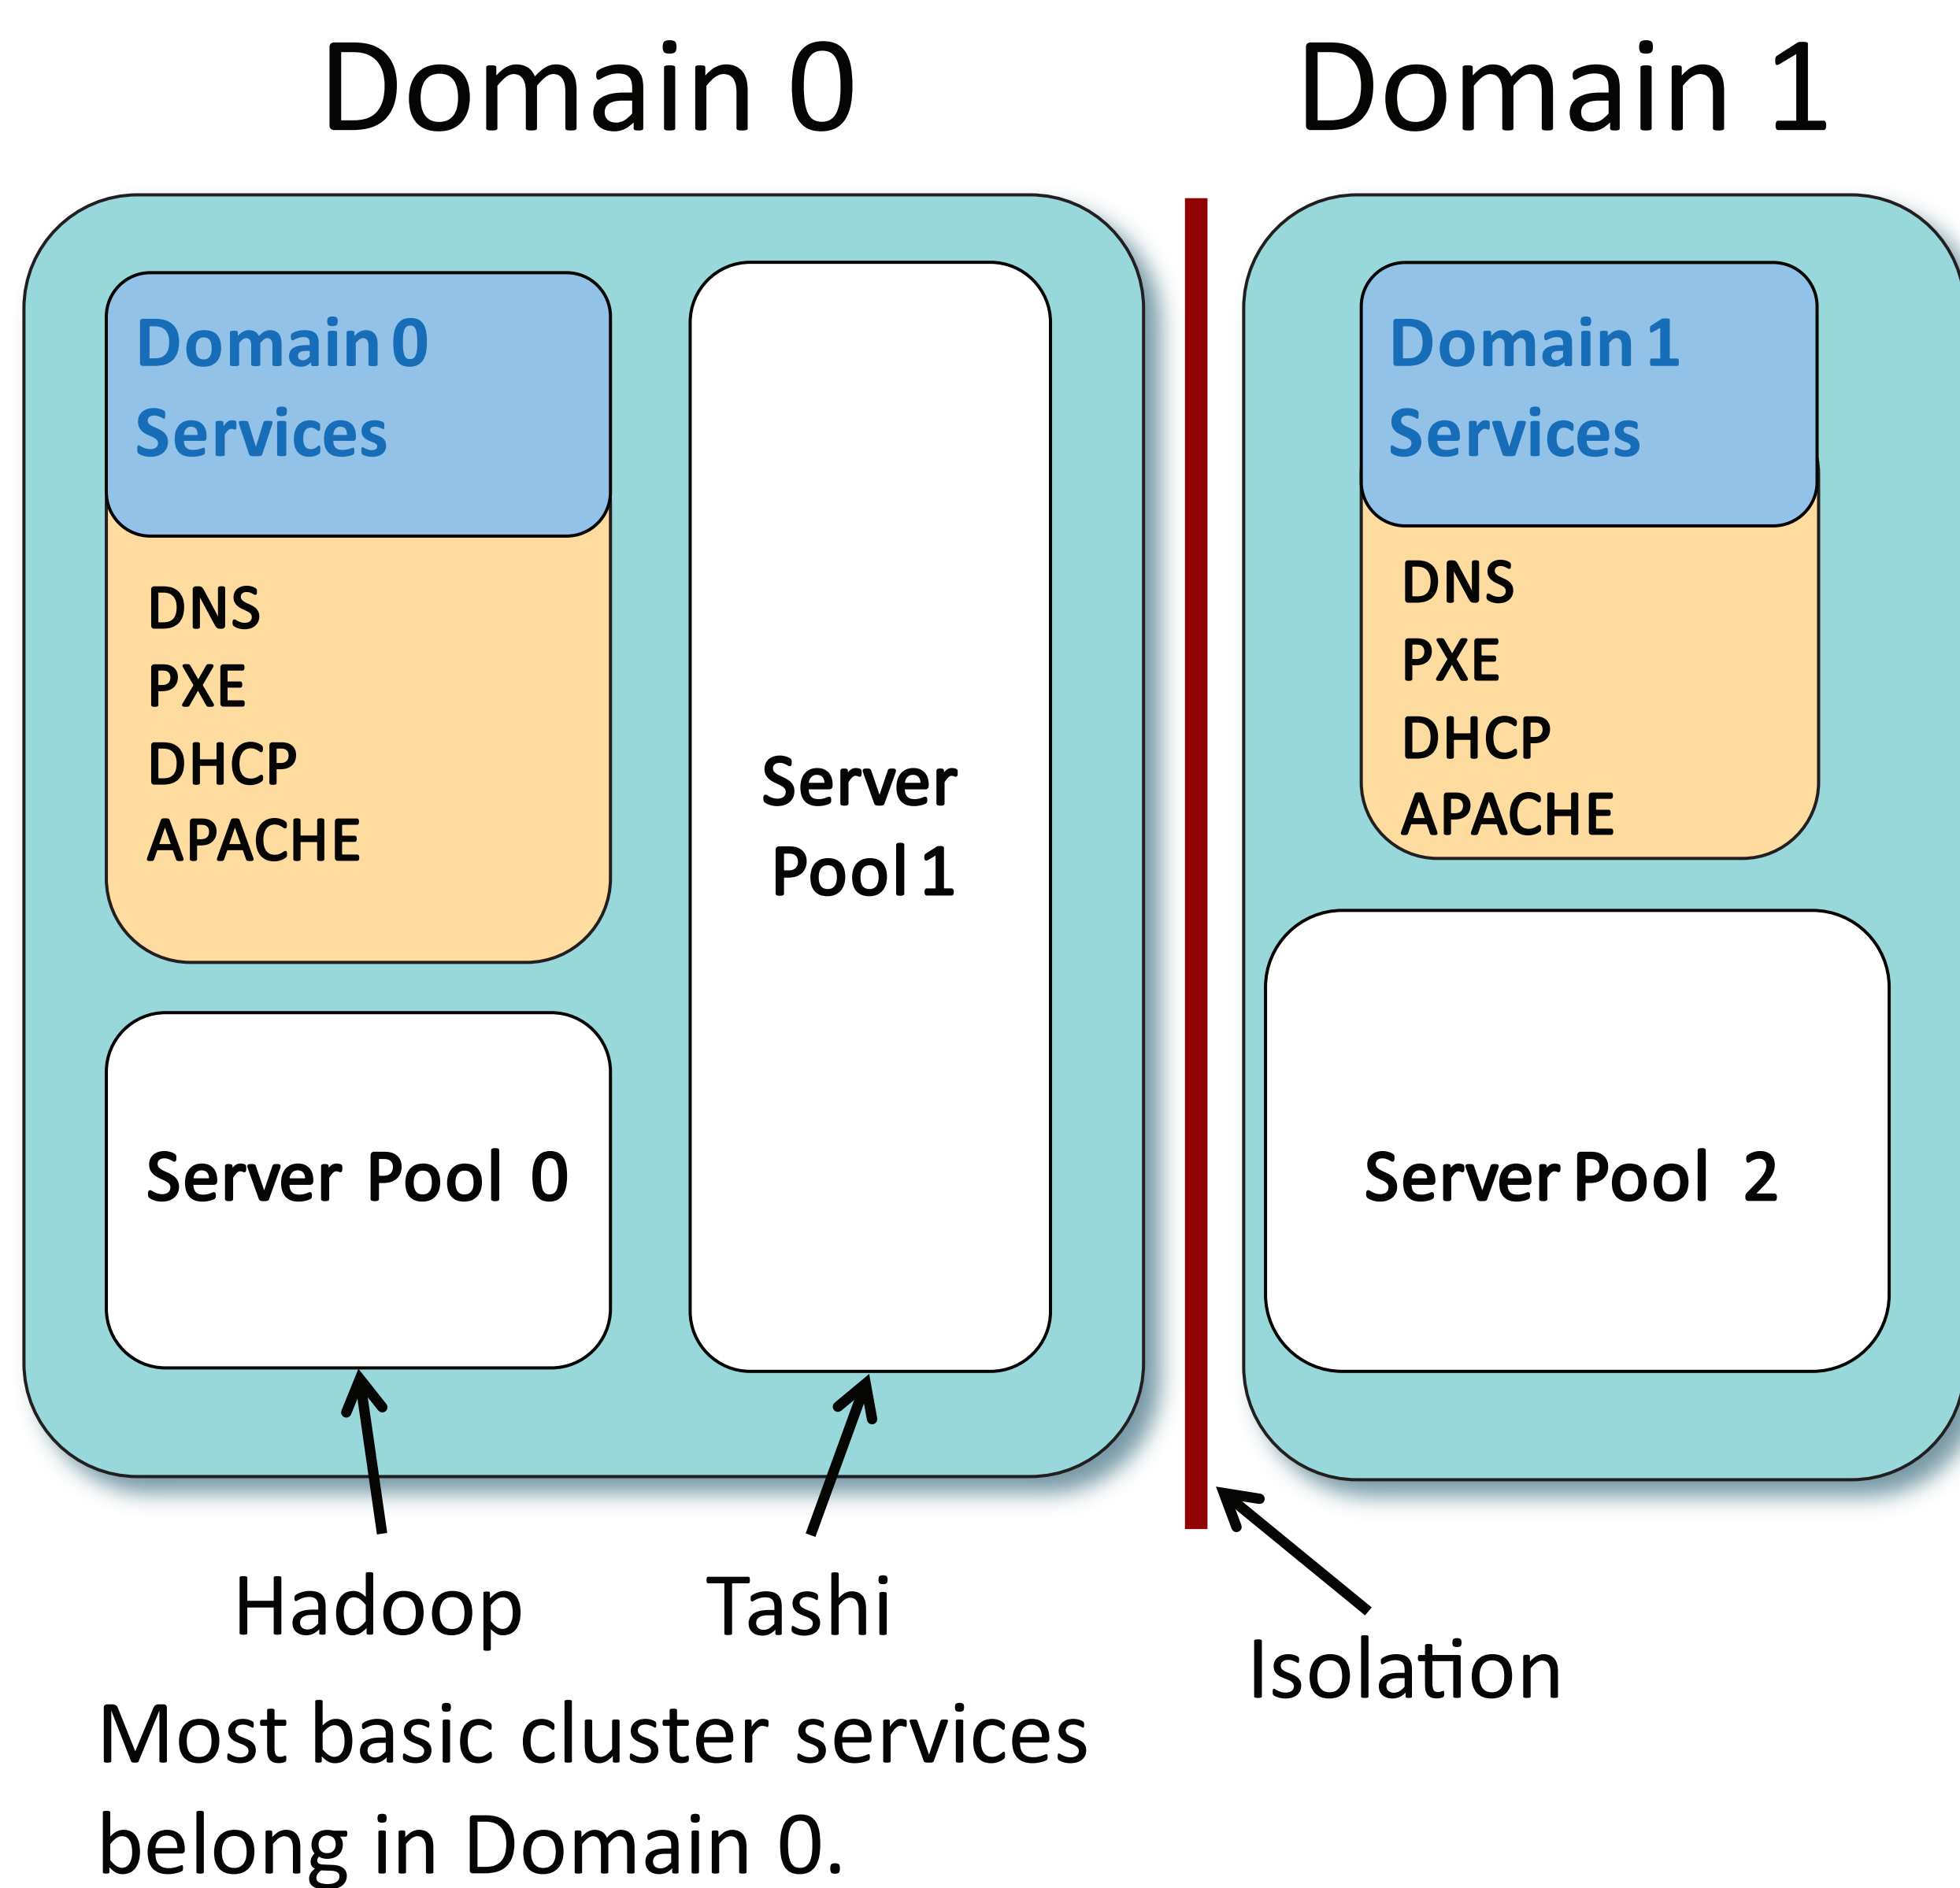 Domain 0
Domain 1
Domain 0
Services
DNS
PXE
DHCP
APACHE
Server
Pool 1
Server Pool 0
Domain 1
Services
DNS
PXE
DHCP
APACHE
Server Pool 2
Hadoop
Tashi
Isolation
Most basic cluster services
belong in Domain 0.